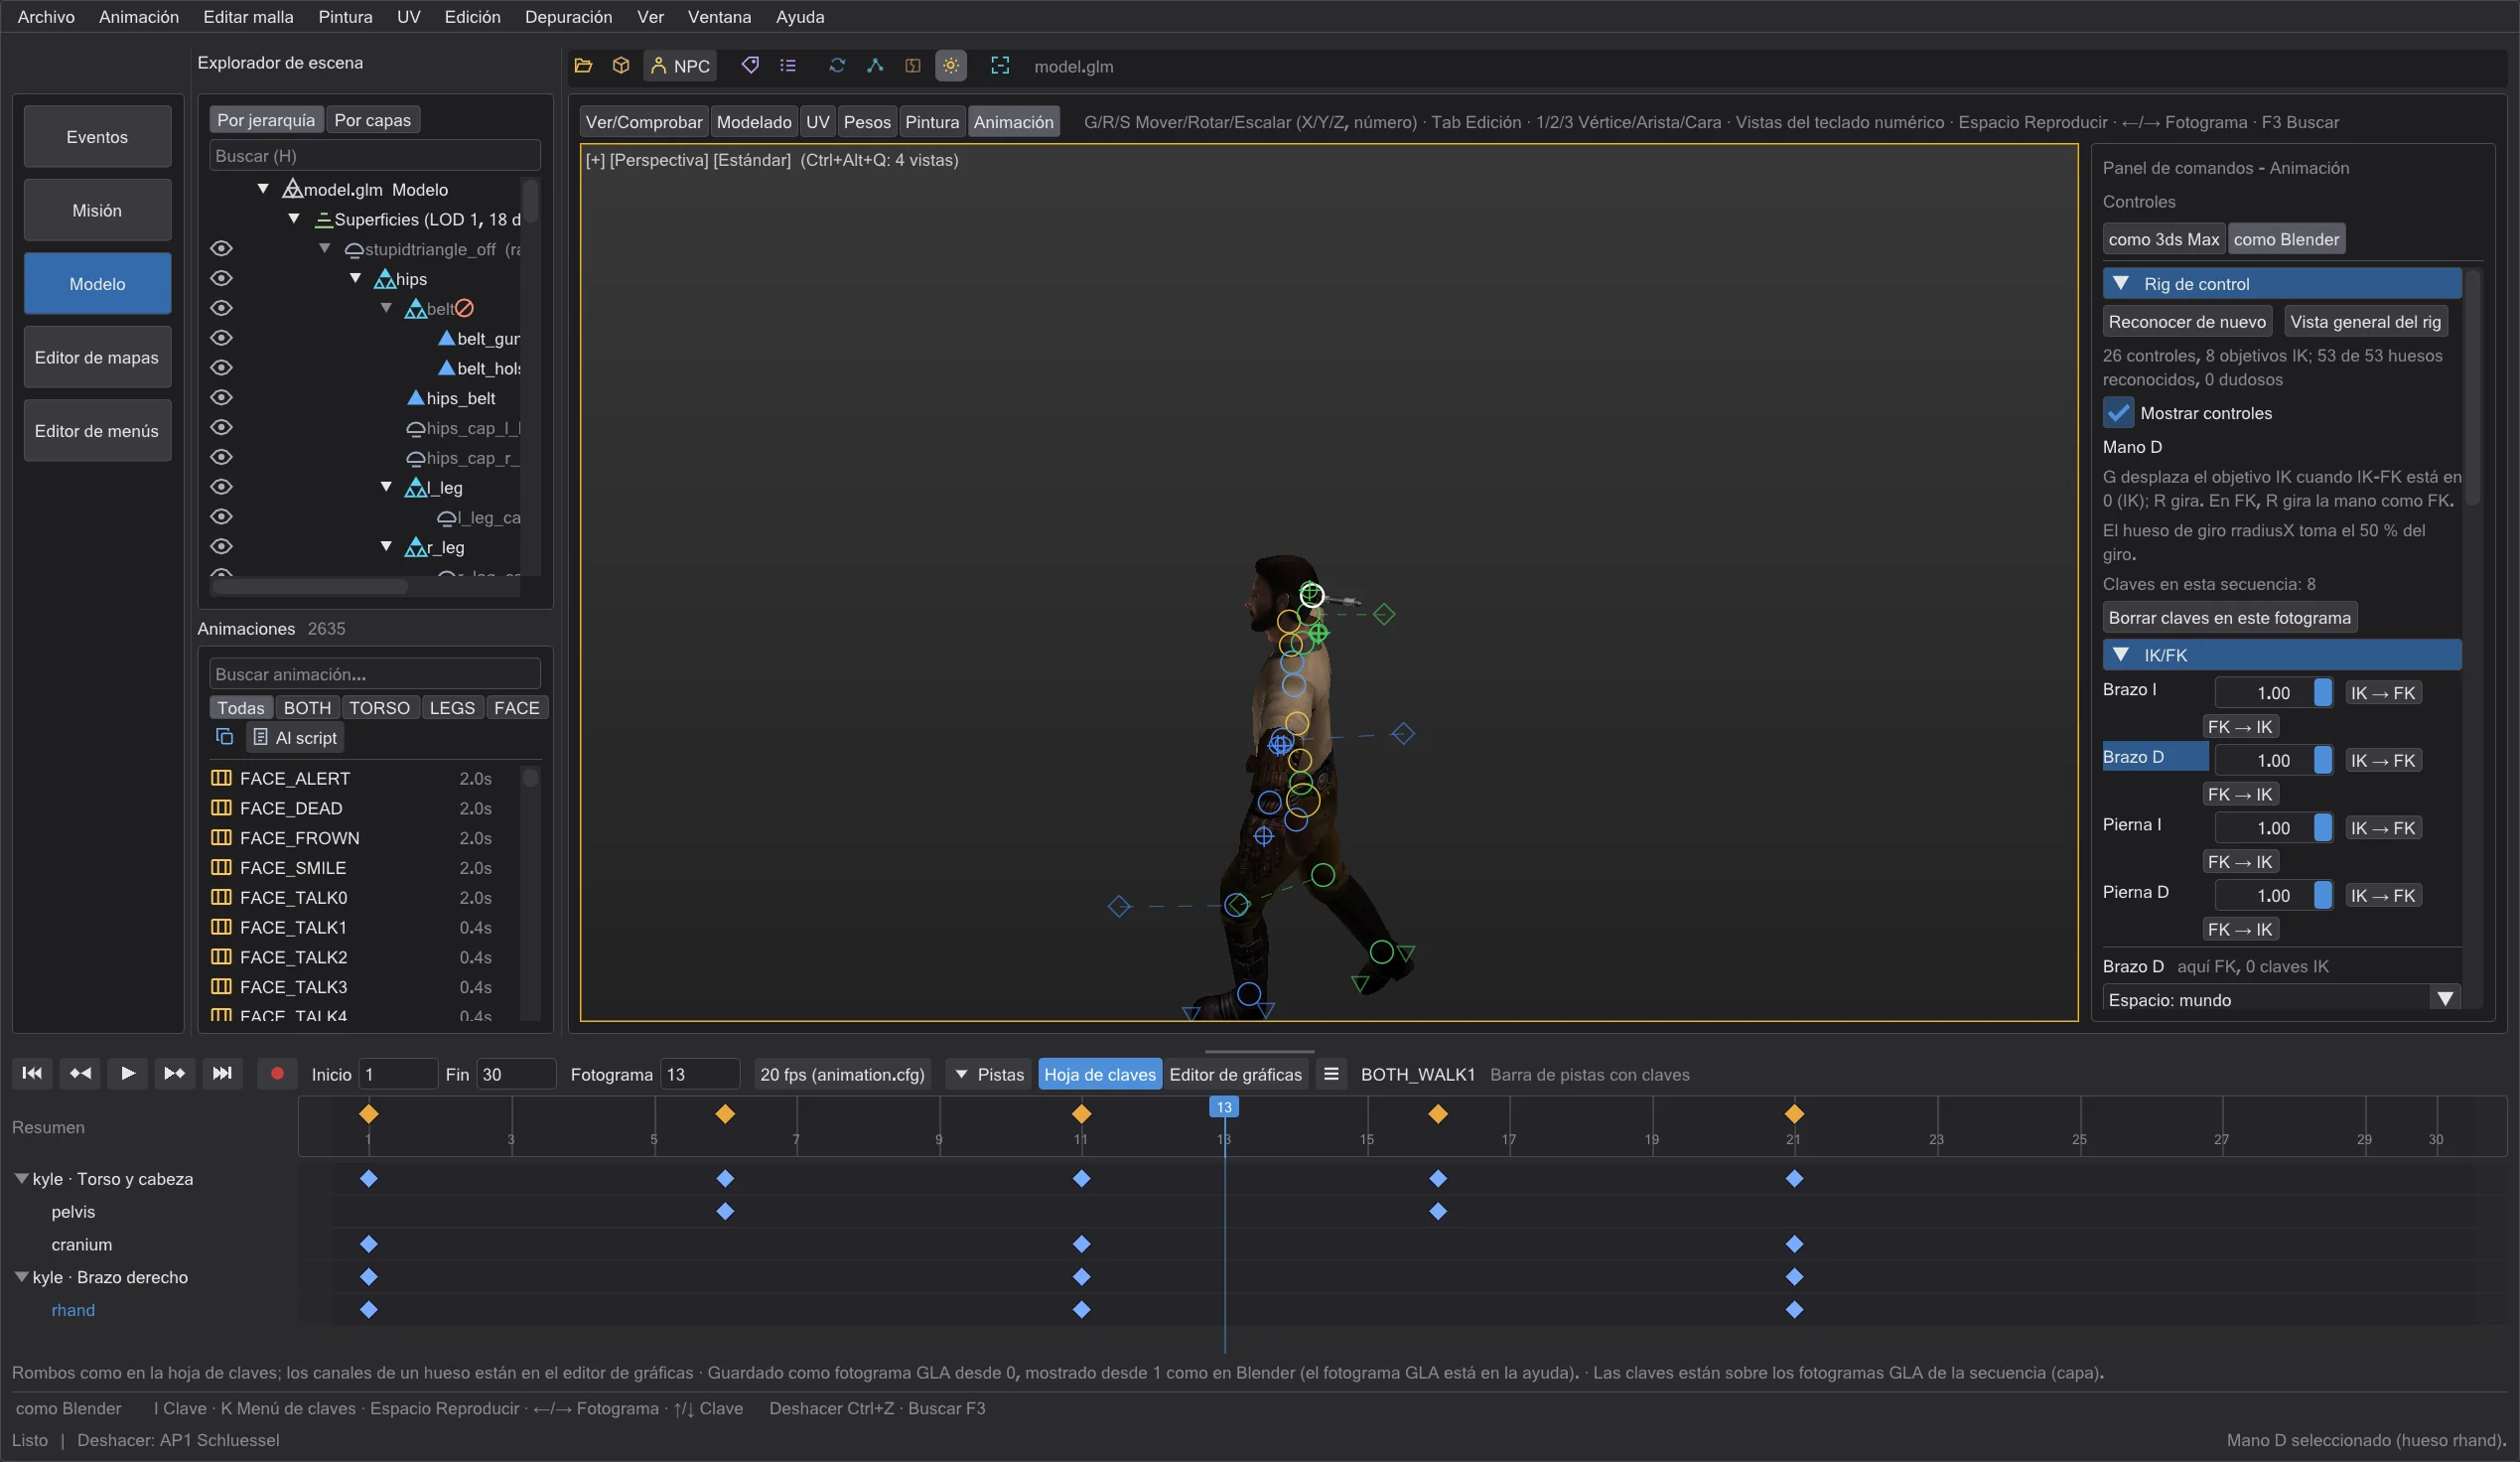 Archivo Animación Editar malla Pintura UV Edición Depuración Ver Ventana Ayuda
Explorador de escena
NPC model.glm
Eventos
Misión
Modelo
Editor de mapas
Editor de menús
Por jerarquía Por capas
Buscar (H)
model.glm Modelo
Superficies (LOD 1, 18 d
stupidtriangle_off (ra
hips
belt
belt_gur
belt_hols
hips_belt
hips_cap_l_l
hips_cap_r_
l_leg
l_leg_ca
r_leg
Animaciones 2635
Buscar animación...
Todas BOTH TORSO LEGS FACE
AI script
FACE_ALERT 2.0s
FACE_DEAD 2.0s
FACE_FROWN 2.0s
FACE_SMILE 2.0s
FACE_TALK0 2.0s
FACE_TALK1 0.4s
FACE_TALK2 0.4s
FACE_TALK3 0.4s
FACE_TALK4 0.4s
Ver/Comprobar Modelado UV Pesos Pintura Animación G/R/S Mover/Rotar/Escalar (X/Y/Z, número) · Tab Edición · 1/2/3 Vértice/Arista/Cara · Vistas del teclado numérico · Espacio Reproducir · ←/→ Fotograma · F3 Buscar
[+] [Perspectiva] [Estándar] (Ctrl+Alt+Q: 4 vistas)
Panel de comandos - Animación
Controles
como 3ds Max como Blender
Rig de control
Reconocer de nuevo Vista general del rig
26 controles, 8 objetivos IK; 53 de 53 huesos
reconocidos, 0 dudosos
Mostrar controles
Mano D
G desplaza el objetivo IK cuando IK-FK está en
0 (IK); R gira. En FK, R gira la mano como FK.
El hueso de giro rradiusX toma el 50 % del
giro.
Claves en esta secuencia: 8
Borrar claves en este fotograma
IK/FK
Brazo I 1.00 IK → FK
FK → IK
Brazo D 1.00 IK → FK
FK → IK
Pierna I 1.00 IK → FK
FK → IK
Pierna D 1.00 IK → FK
FK → IK
Brazo D aquí FK, 0 claves IK
Espacio: mundo
Inicio 1 Fin 30 Fotograma 13 20 fps (animation.cfg) Pistas Hoja de claves Editor de gráficas BOTH_WALK1 Barra de pistas con claves
13
Resumen
1 3 5 7 9 11 13 15 17 19 21 23 25 27 29 30
kyle · Torso y cabeza
pelvis
cranium
kyle · Brazo derecho
rhand
Rombos como en la hoja de claves; los canales de un hueso están en el editor de gráficas · Guardado como fotograma GLA desde 0, mostrado desde 1 como en Blender (el fotograma GLA está en la ayuda). · Las claves están sobre los fotogramas GLA de la secuencia (capa).
como Blender I Clave · K Menú de claves · Espacio Reproducir · ←/→ Fotograma · ↑/↓ Clave Deshacer Ctrl+Z · Buscar F3
Listo | Deshacer: AP1 Schluessel
Mano D seleccionado (hueso rhand).